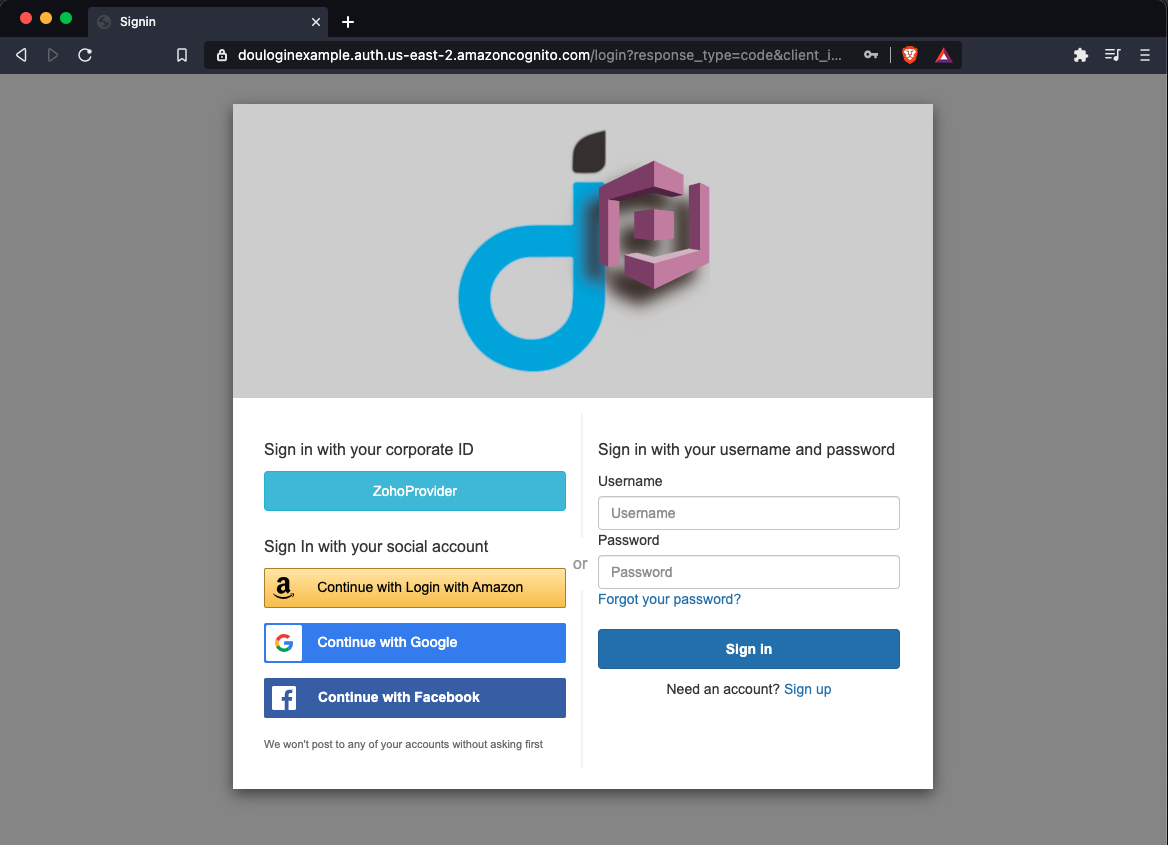 Signin
douloginexample.auth.us-east-2.amazoncognito.com/login?response_type=code&client_i...
Sign in with your corporate ID
ZohoProvider
Sign In with your social account
Continue with Login with Amazon
Continue with Google
Continue with Facebook
We won't post to any of your accounts without asking first
or
Sign in with your username and password
Username
Username
Password
Password
Forgot your password?
Sign in
Need an account? Sign up